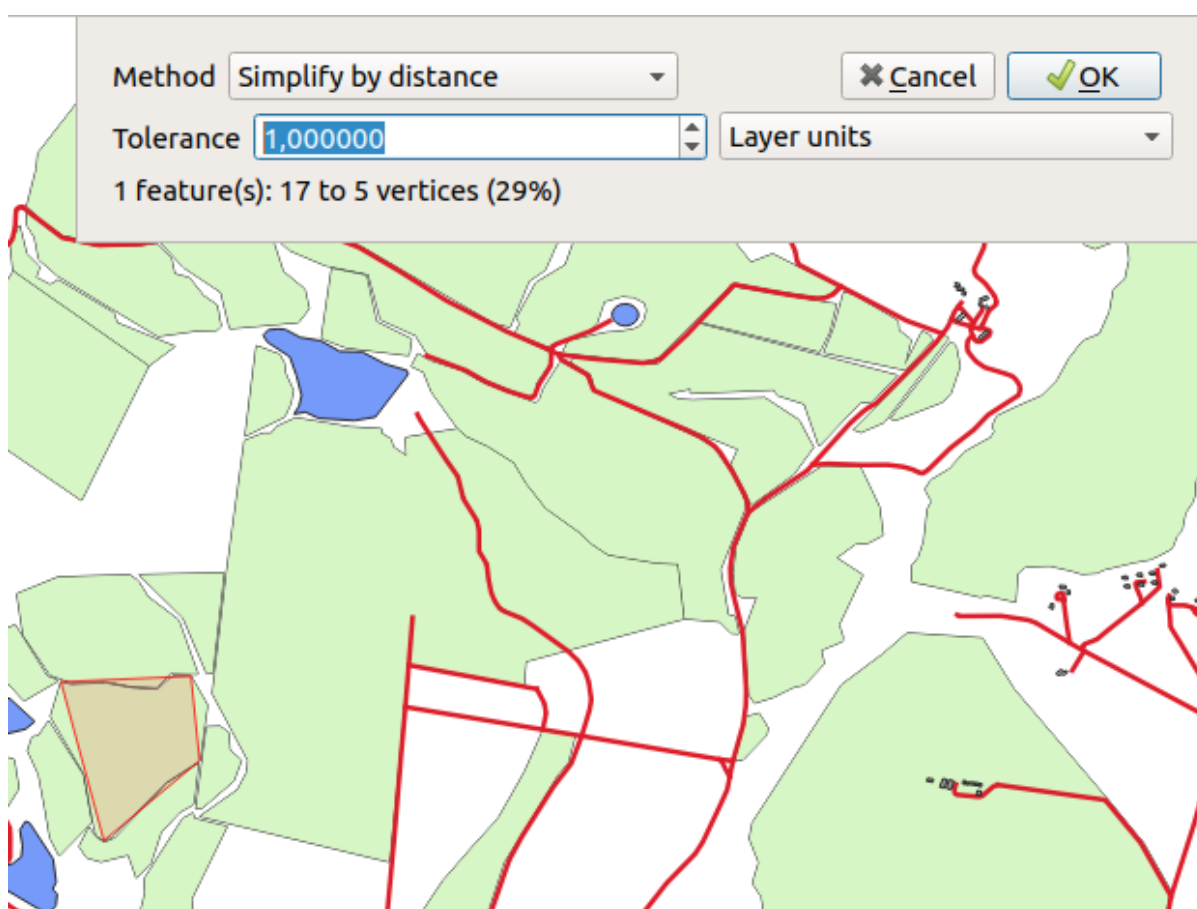 Method Simplify by distance Cancel OK
Tolerance 1,000000 Layer units
1 feature(s): 17 to 5 vertices (29%)